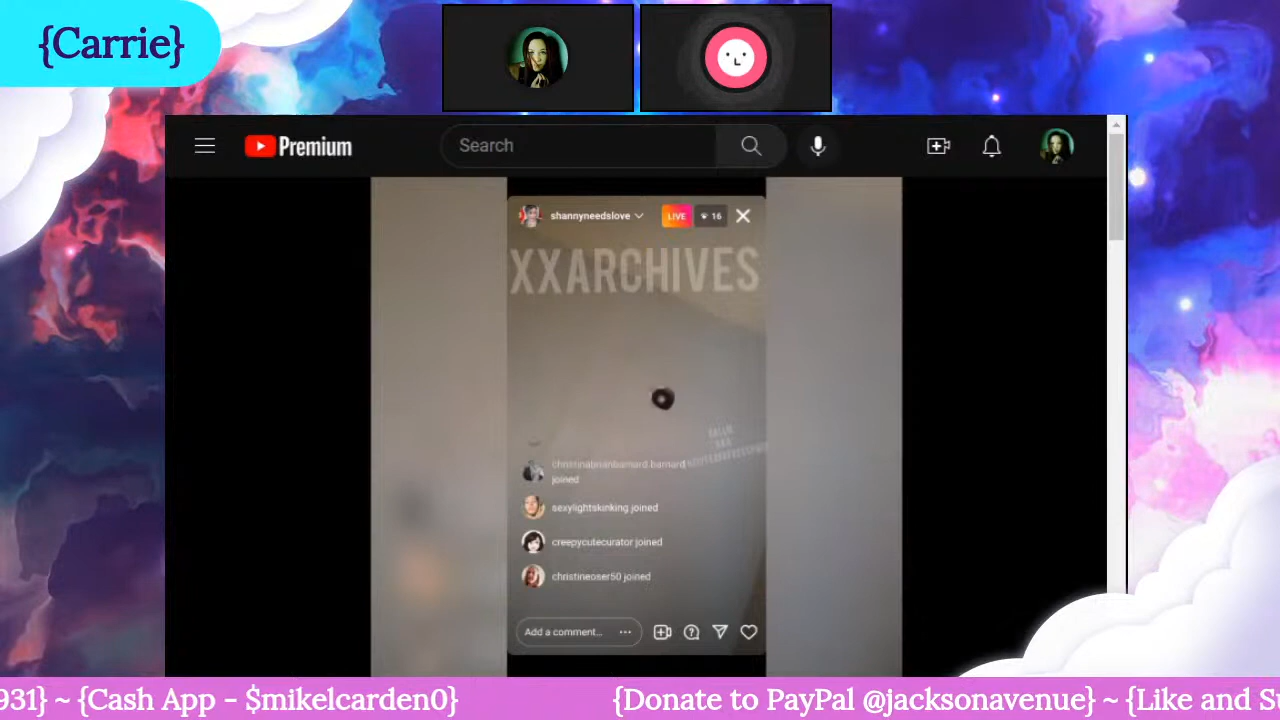 {Carrie}
Premium
Search
shannyneedslove
LIVE
16
XXARCHIVES
christinabrianbarnard.barnard
joined
sexylightskinking joined
creepycutecurator joined
christineoser50 joined
Add a comment...
931} ~ {Cash App - $mikelcarden0}
{Donate to PayPal @jacksonavenue} ~ {Like and Su